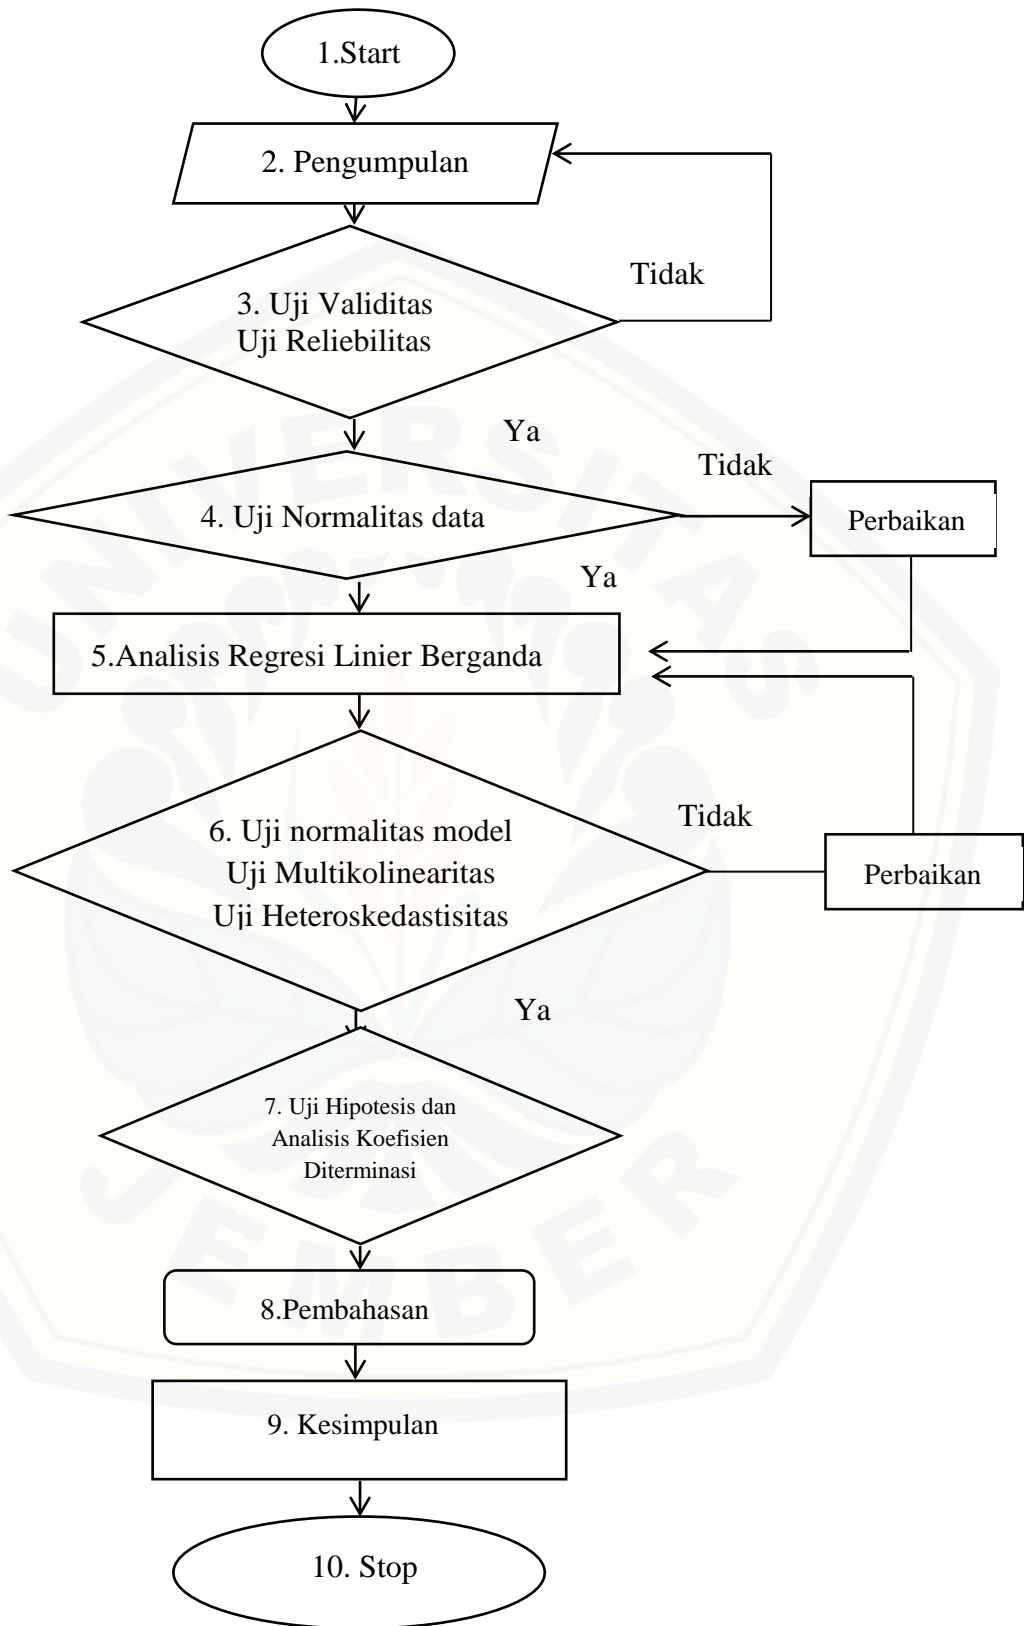 1.Start
2. Pengumpulan
Tidak
3. Uji Validitas
Uji Reliebilitas
Ya
Tidak
4. Uji Normalitas data
Perbaikan
Ya
5.Analisis Regresi Linier Berganda
Tidak
6. Uji normalitas model
Uji Multikolinearitas
Uji Heteroskedastisitas
Perbaikan
Ya
7. Uji Hipotesis dan
Analisis Koefisien
Diterminasi
8.Pembahasan
9. Kesimpulan
10. Stop
UNIVERSITAS
JEMBER